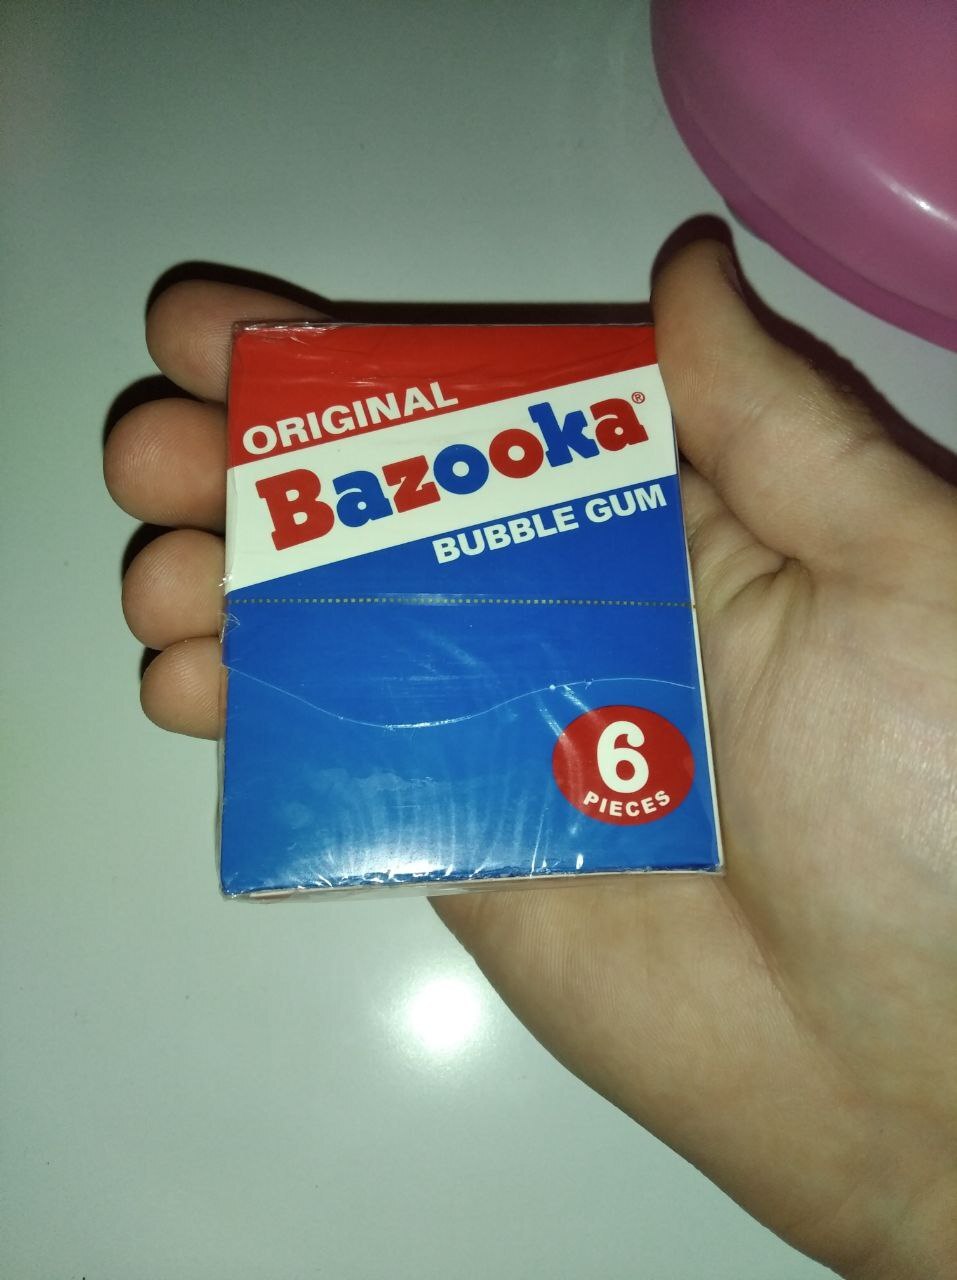 ORIGINAL
Bazooka®
BUBBLE GUM
6
PIECES